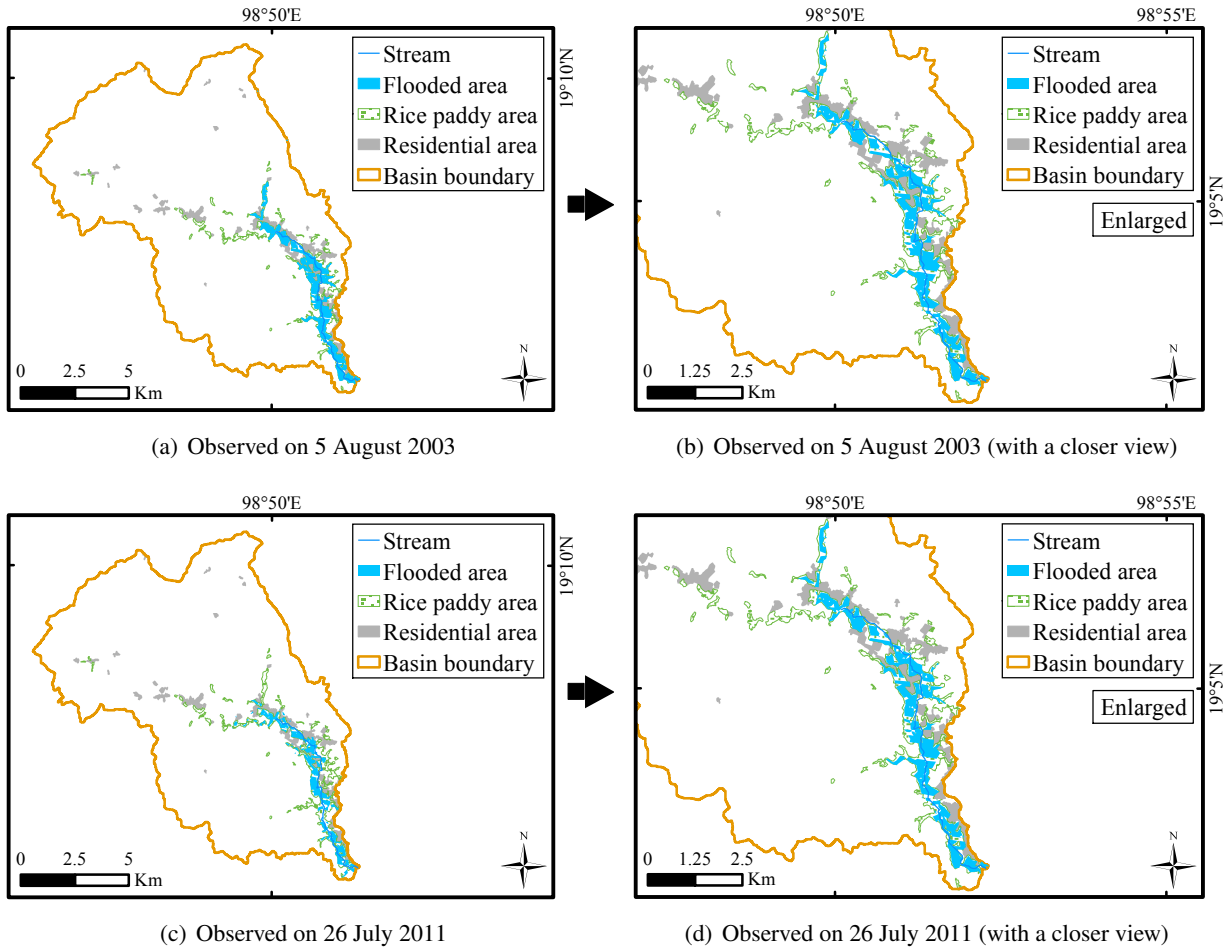 98°50'E
98°50'E
98°55'E
Stream
Flooded area
Rice paddy area
Residential area
Basin boundary
19°10'N
0 2.5 5
Km
N
Stream
Flooded area
Rice paddy area
Residential area
Basin boundary
Enlarged
19°5'N
0 1.25 2.5
Km
N
(a) Observed on 5 August 2003
(b) Observed on 5 August 2003 (with a closer view)
98°50'E
98°50'E
98°55'E
Stream
Flooded area
Rice paddy area
Residential area
Basin boundary
19°10'N
0 2.5 5
Km
N
Stream
Flooded area
Rice paddy area
Residential area
Basin boundary
Enlarged
19°5'N
0 1.25 2.5
Km
N
(c) Observed on 26 July 2011
(d) Observed on 26 July 2011 (with a closer view)